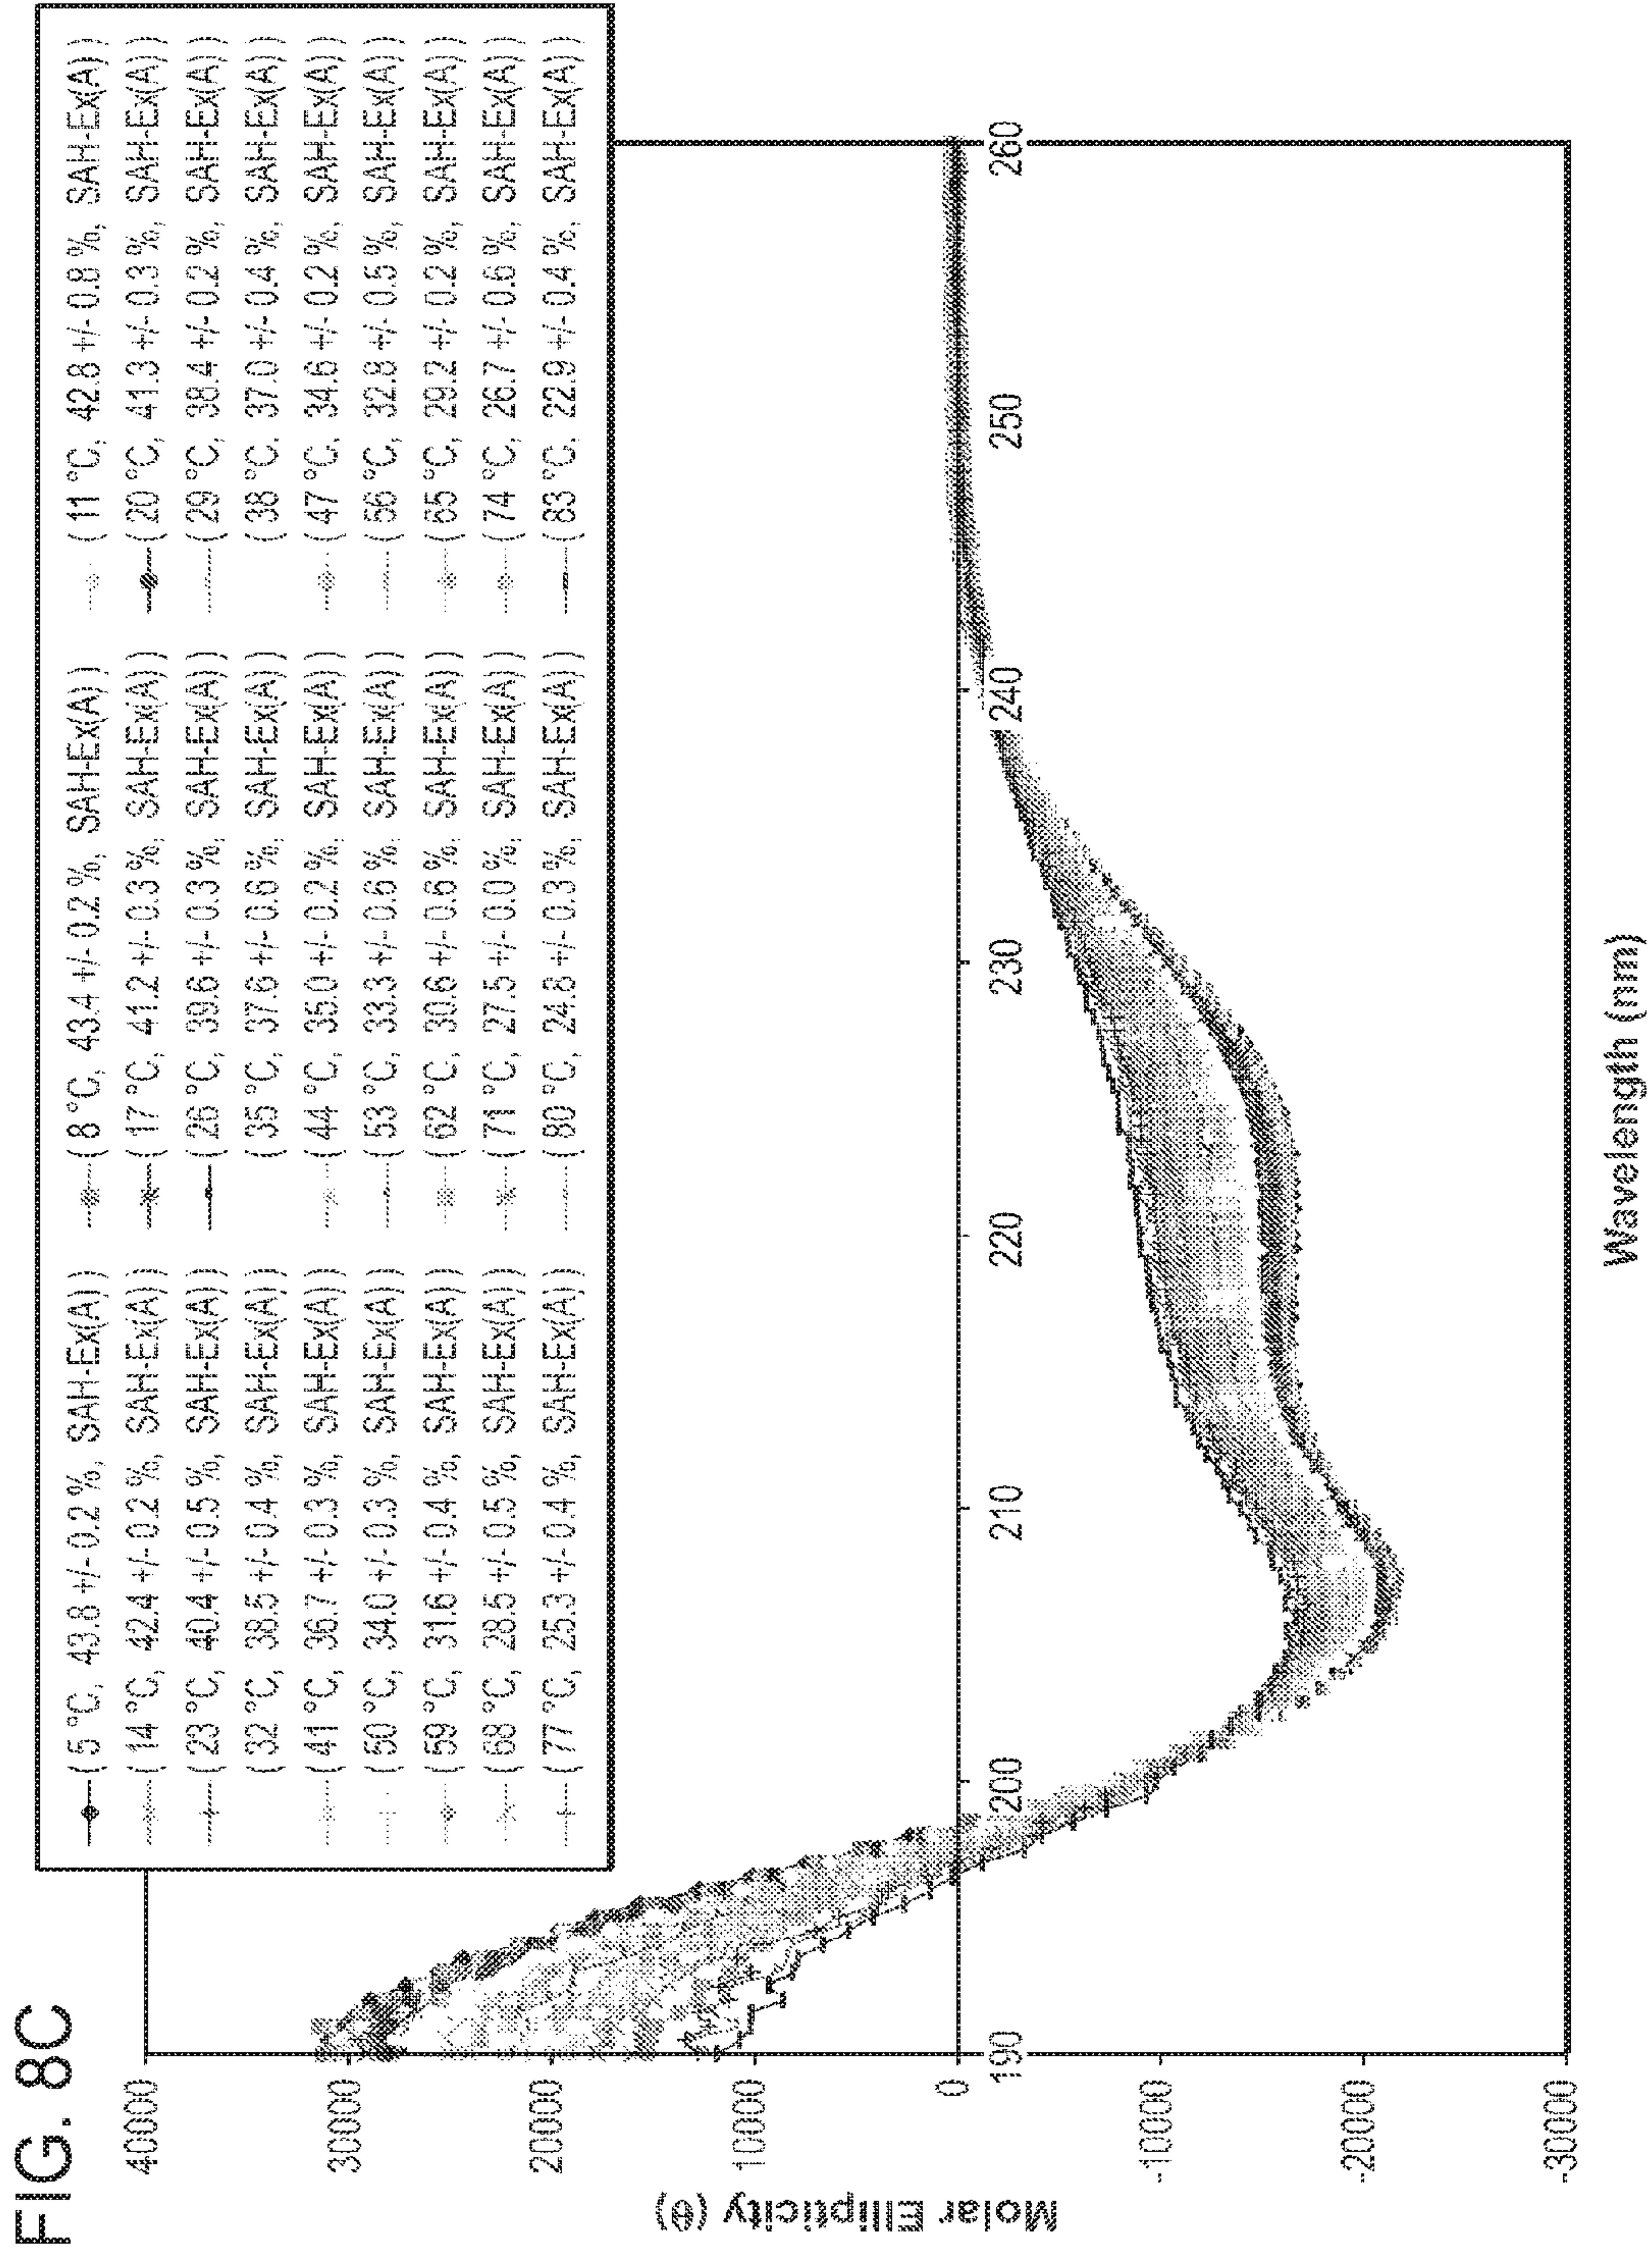 FIG. 8C
( 5 °C, 43.8 +/- 0.2 %, SAH-Ex(A) ) ( 8 °C, 43.4 +/- 0.2 %, SAH-Ex(A) ) ( 11 °C, 42.8 +/- 0.8 %, SAH-Ex(A) )
( 14 °C, 42.4 +/- 0.2 %, SAH-Ex(A) ) ( 17 °C, 41.2 +/- 0.3 %, SAH-Ex(A) ) ( 20 °C, 41.3 +/- 0.3 %, SAH-Ex(A) )
( 23 °C, 40.4 +/- 0.5 %, SAH-Ex(A) ) ( 26 °C, 39.6 +/- 0.3 %, SAH-Ex(A) ) ( 29 °C, 38.4 +/- 0.2 %, SAH-Ex(A) )
( 32 °C, 38.5 +/- 0.4 %, SAH-Ex(A) ) ( 35 °C, 37.6 +/- 0.6 %, SAH-Ex(A) ) ( 38 °C, 37.0 +/- 0.4 %, SAH-Ex(A) )
( 41 °C, 36.7 +/- 0.3 %, SAH-Ex(A) ) ( 44 °C, 35.0 +/- 0.2 %, SAH-Ex(A) ) ( 47 °C, 34.6 +/- 0.2 %, SAH-Ex(A) )
( 50 °C, 34.0 +/- 0.3 %, SAH-Ex(A) ) ( 53 °C, 33.3 +/- 0.6 %, SAH-Ex(A) ) ( 56 °C, 32.8 +/- 0.5 %, SAH-Ex(A) )
( 59 °C, 31.6 +/- 0.4 %, SAH-Ex(A) ) ( 62 °C, 30.6 +/- 0.6 %, SAH-Ex(A) ) ( 65 °C, 29.2 +/- 0.2 %, SAH-Ex(A) )
( 68 °C, 28.5 +/- 0.5 %, SAH-Ex(A) ) ( 71 °C, 27.5 +/- 0.0 %, SAH-Ex(A) ) ( 74 °C, 26.7 +/- 0.6 %, SAH-Ex(A) )
( 77 °C, 25.3 +/- 0.4 %, SAH-Ex(A) ) ( 80 °C, 24.8 +/- 0.3 %, SAH-Ex(A) ) ( 83 °C, 22.9 +/- 0.4 %, SAH-Ex(A) )
40000
30000
20000
10000
0
-10000
-20000
-30000
Molar Ellipticity (Θ)
190 200 210 220 230 240 250 260
Wavelength (nm)